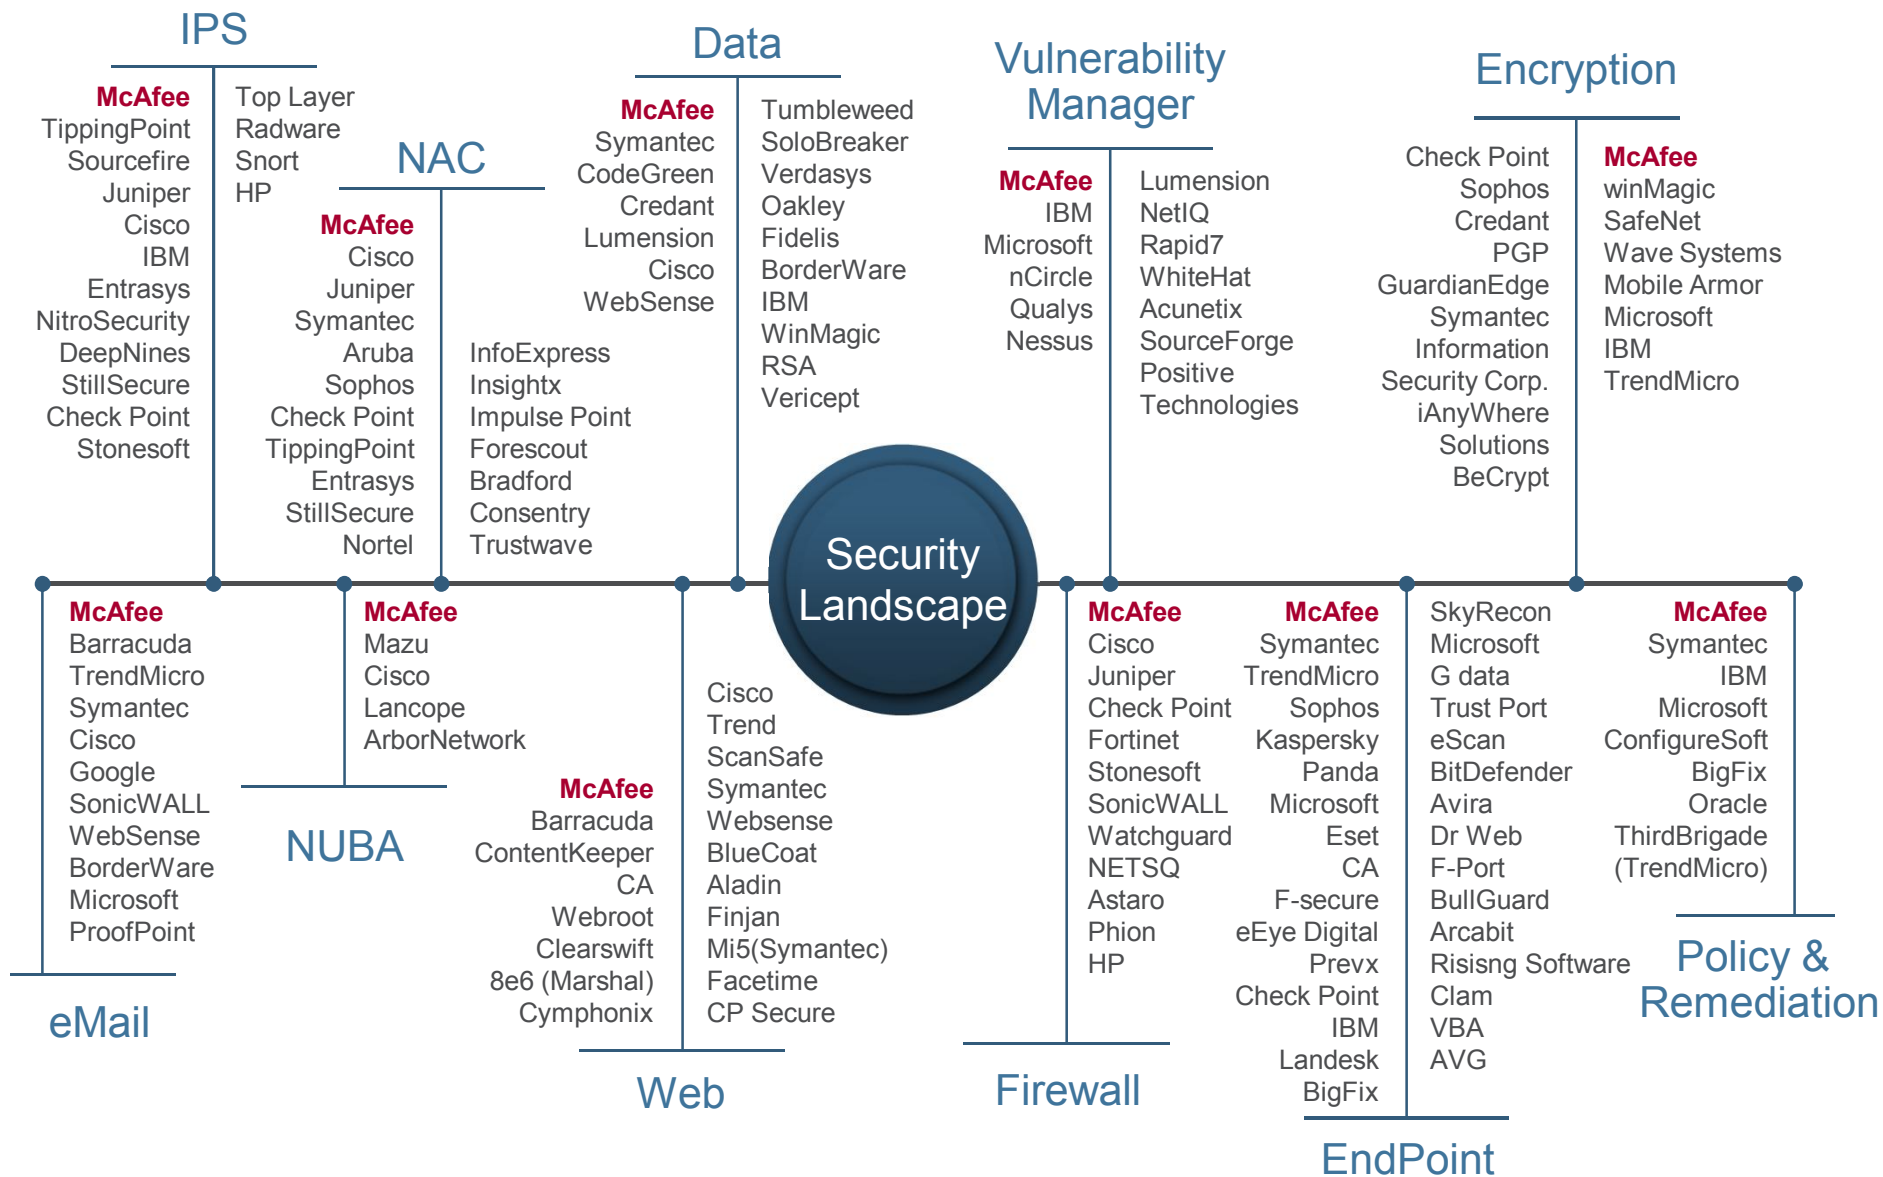 IPS
McAfee
TippingPoint
Sourcefire
Juniper
Cisco
IBM
Entrasys
NitroSecurity
DeepNines
StillSecure
Check Point
Stonesoft
Top Layer
Radware
Snort
HP
NAC
McAfee
Cisco
Juniper
Symantec
Aruba
Sophos
Check Point
TippingPoint
Entrasys
StillSecure
Nortel
InfoExpress
Insightx
Impulse Point
Forescout
Bradford
Consentry
Trustwave
Data
McAfee
Symantec
CodeGreen
Credant
Lumension
Cisco
WebSense
Tumbleweed
SoloBreaker
Verdasys
Oakley
Fidelis
BorderWare
IBM
WinMagic
RSA
Vericept
Vulnerability
Manager
McAfee
IBM
Microsoft
nCircle
Qualys
Nessus
Lumension
NetIQ
Rapid7
WhiteHat
Acunetix
SourceForge
Positive
Technologies
Encryption
Check Point
Sophos
Credant
PGP
GuardianEdge
Symantec
Information
Security Corp.
iAnyWhere
Solutions
BeCrypt
McAfee
winMagic
SafeNet
Wave Systems
Mobile Armor
Microsoft
IBM
TrendMicro
Security
Landscape
McAfee
Barracuda
TrendMicro
Symantec
Cisco
Google
SonicWALL
WebSense
BorderWare
Microsoft
ProofPoint
eMail
McAfee
Mazu
Cisco
Lancope
ArborNetwork
NUBA
McAfee
Barracuda
ContentKeeper
CA
Webroot
Clearswift
8e6 (Marshal)
Cymphonix
Cisco
Trend
ScanSafe
Symantec
Websense
BlueCoat
Aladin
Finjan
Mi5(Symantec)
Facetime
CP Secure
Web
McAfee
Cisco
Juniper
Check Point
Fortinet
Stonesoft
SonicWALL
Watchguard
NETSQ
Astaro
Phion
HP
Firewall
McAfee
Symantec
TrendMicro
Sophos
Kaspersky
Panda
Microsoft
Eset
CA
F-secure
eEye Digital
Prevx
Check Point
IBM
Landesk
BigFix
SkyRecon
Microsoft
G data
Trust Port
eScan
BitDefender
Avira
Dr Web
F-Port
BullGuard
Arcabit
Risisng Software
Clam
VBA
AVG
EndPoint
McAfee
Symantec
IBM
Microsoft
ConfigureSoft
BigFix
Oracle
ThirdBrigade
(TrendMicro)
Policy &
Remediation